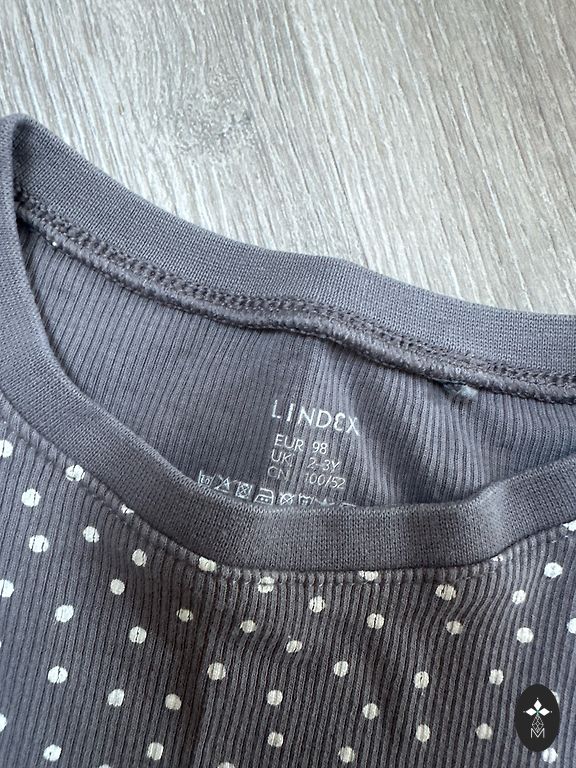 LINDEX
EUR 98
UK 2-3Y
CN 100/52
M